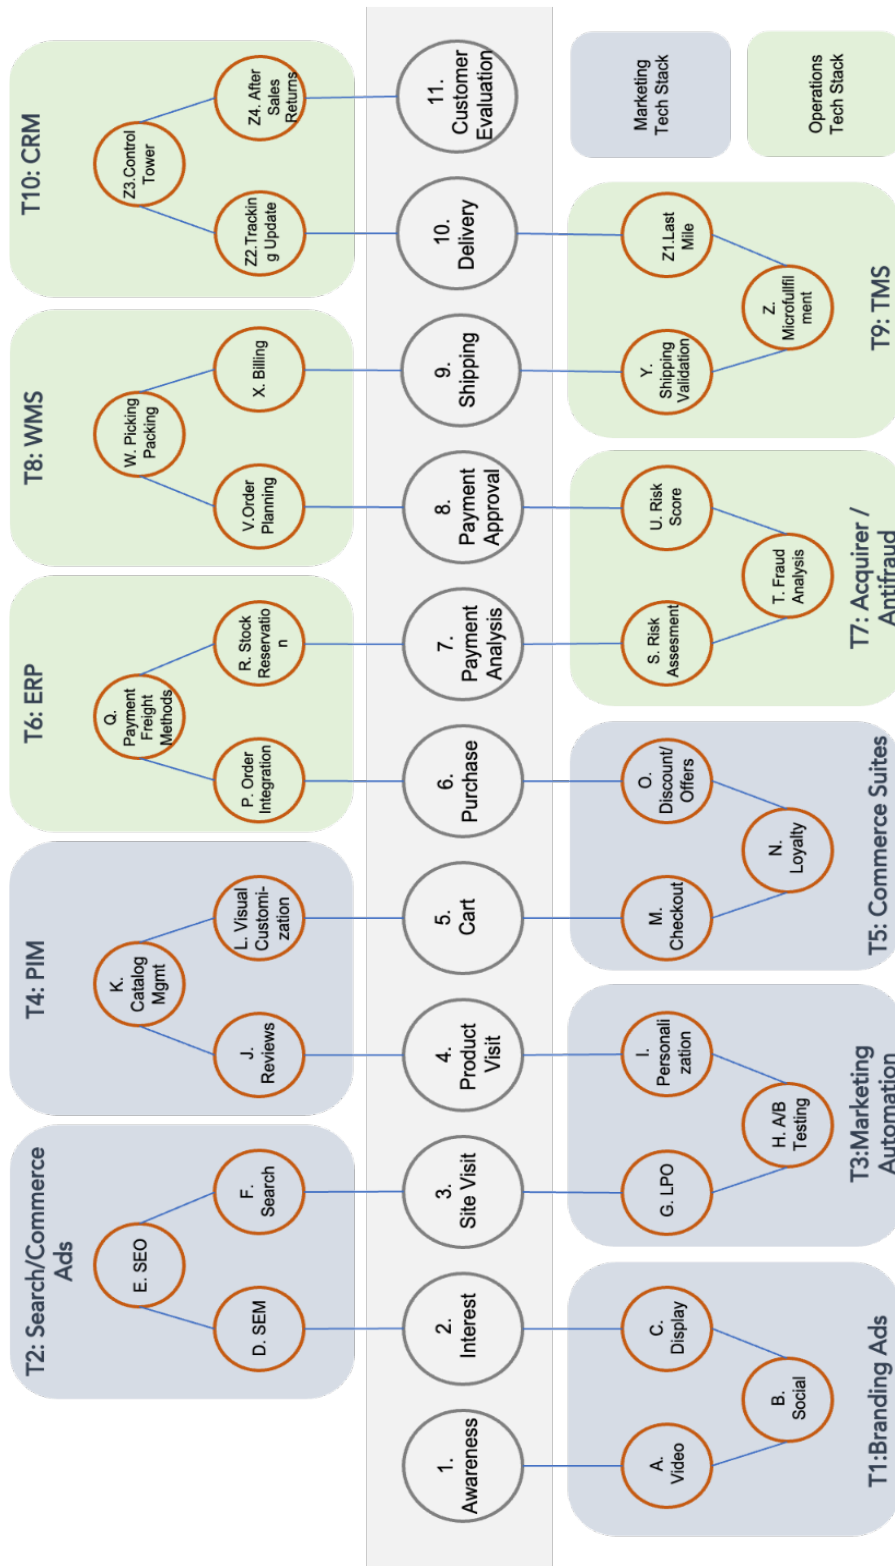 T2: Search/Commerce
Ads
E. SEO
D. SEM
F.
Search
T4: PIM
K.
Catalog
Mgmt
J.
Reviews
L. Visual
Customi-
zation
T6: ERP
Q.
Payment
Freight
Methods
P. Order
Integration
R. Stock
Reservatio
n
T8: WMS
W. Picking
Packing
V.Order
Planning
X. Billing
T10: CRM
Z3.Control
Tower
Z2.Trackin
g Update
Z4. After
Sales
Returns
1.
Awareness
2.
Interest
3.
Site Visit
4.
Product
Visit
5.
Cart
6.
Purchase
7.
Payment
Analysis
8.
Payment
Approval
9.
Shipping
10.
Delivery
11.
Customer
Evaluation
A.
Video
C.
Display
B.
Social
T1:Branding Ads
G. LPO
I.
Personali
zation
H. A/B
Testing
T3:Marketing
Automation
M.
Checkout
O.
Discount/
Offers
N.
Loyalty
T5: Commerce Suites
S. Risk
Assesment
U. Risk
Score
T. Fraud
Analysis
T7: Acquirer /
Antifraud
Y.
Shipping
Validation
Z1.Last
Mile
Z.
Microfullfil
ment
T9: TMS
Marketing
Tech Stack
Operations
Tech Stack